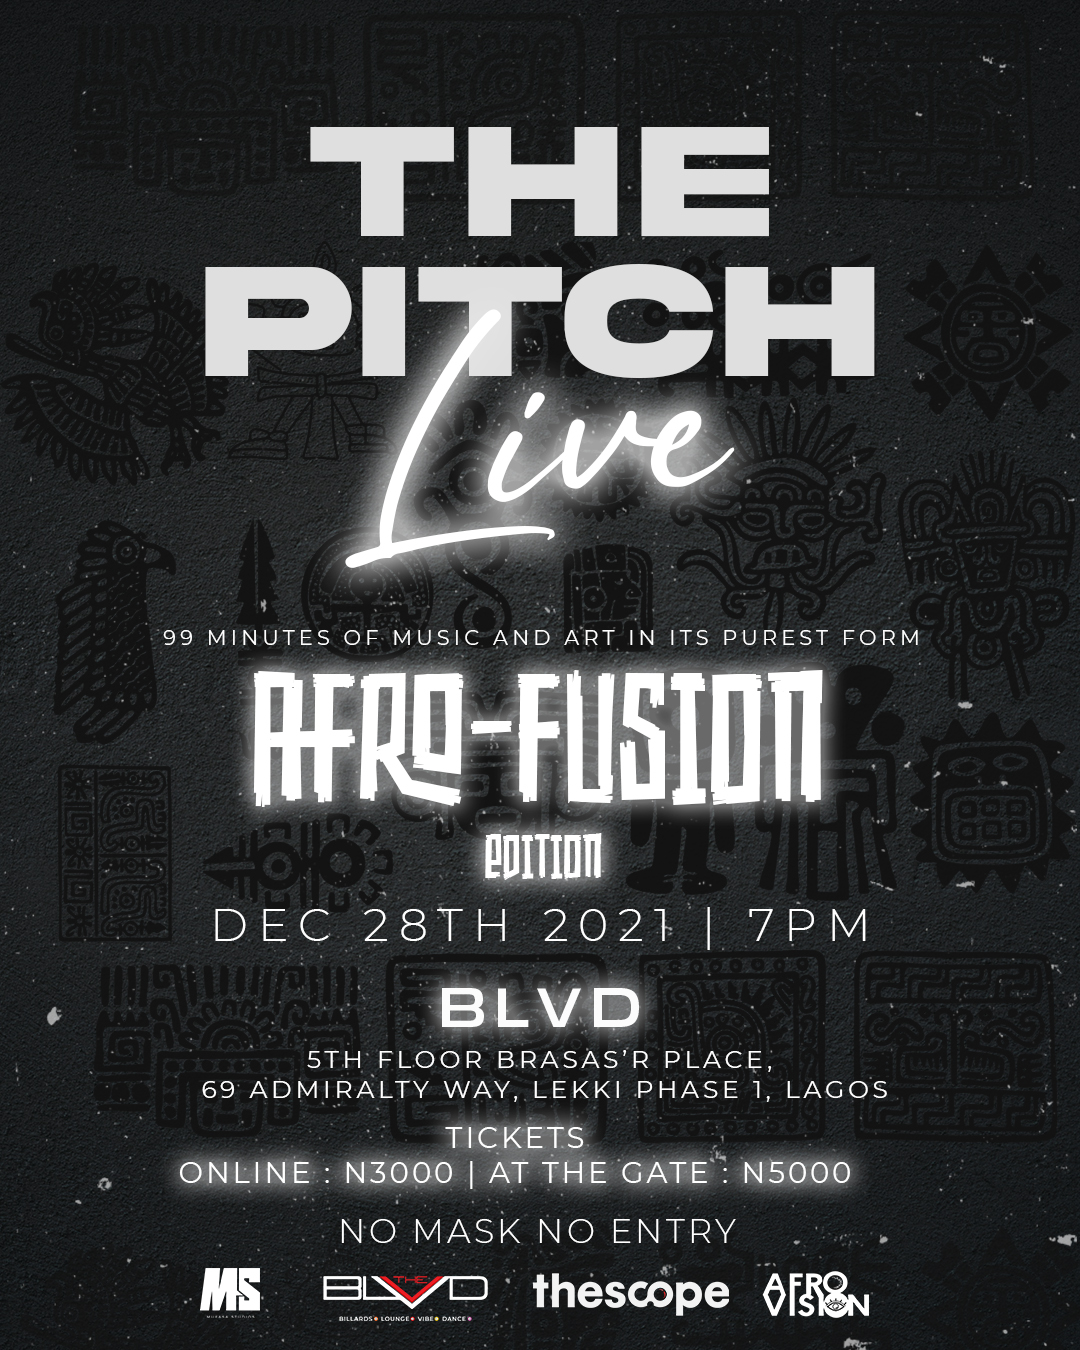 THE
PITCH
Live
99 MINUTES OF MUSIC AND ART IN ITS PUREST FORM
AFRO-FUSION
EDITION
DEC 28TH 2021 | 7PM
BLVD
5TH FLOOR BRASAS'R PLACE,
69 ADMIRALTY WAY, LEKKI PHASE 1, LAGOS
TICKETS
ONLINE : N3000 | AT THE GATE : N5000
NO MASK NO ENTRY
MS
THE
BLVD
BILLARDS LOUNGE VIBE DANCE
thescope
AFRO
VISION